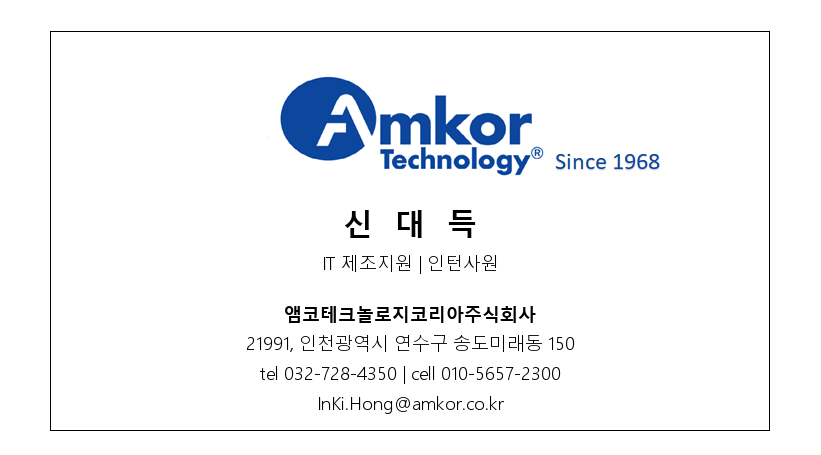 Amkor
Technology® Since 1968
신 대 득
IT 제조지원 | 인턴사원
앰코테크놀로지코리아주식회사
21991, 인천광역시 연수구 송도미래동 150
tel 032-728-4350 | cell 010-5657-2300
InKi.Hong@amkor.co.kr